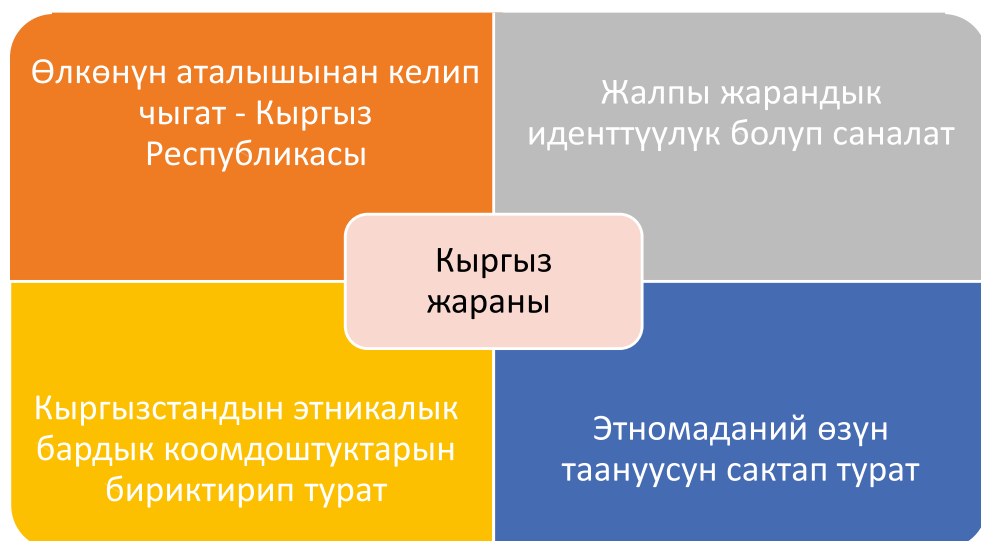 Өлкөнүн аталышынан келип
чыгат - Кыргыз
Республикасы
Жалпы жарандык
иденттүүлүк болуп саналат
Кыргыз
жараны
Кыргызстандын этникалык
бардык коомдоштуктарын
бириктирип турат
Этномаданий өзүн
таануусун сактап турат